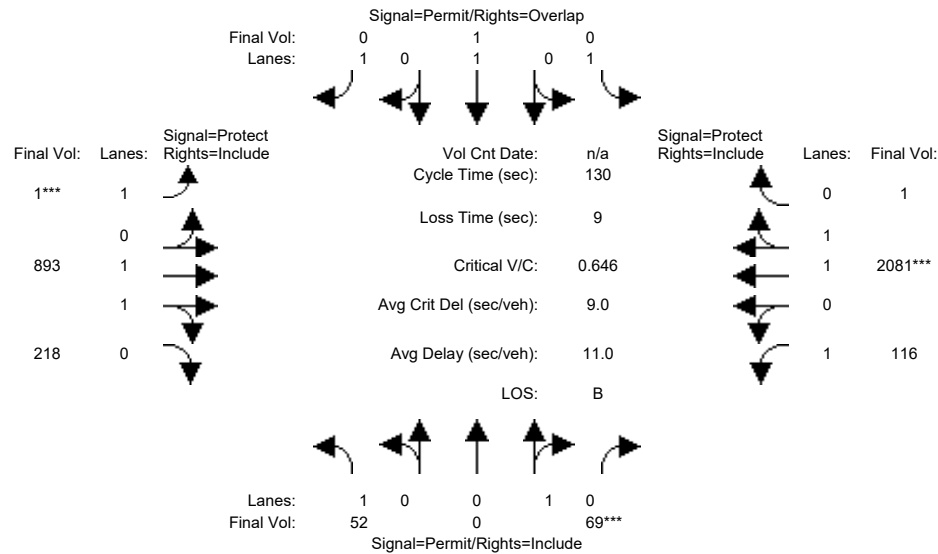 Signal=Permit/Rights=Overlap
Final Vol: 0 1 0
Lanes: 1 0 1 0 1
Signal=Protect Signal=Protect
Final Vol: Lanes: Rights=Include Vol Cnt Date: n/a Rights=Include Lanes: Final Vol:
Cycle Time (sec): 130
1*** 1 0 1
Loss Time (sec): 9
0 1
893 1 Critical V/C: 0.646 1 2081***
1 Avg Crit Del (sec/veh): 9.0 0
218 0 Avg Delay (sec/veh): 11.0 1 116
LOS: B
Lanes: 1 0 0 1 0
Final Vol: 52 0 69***
Signal=Permit/Rights=Include